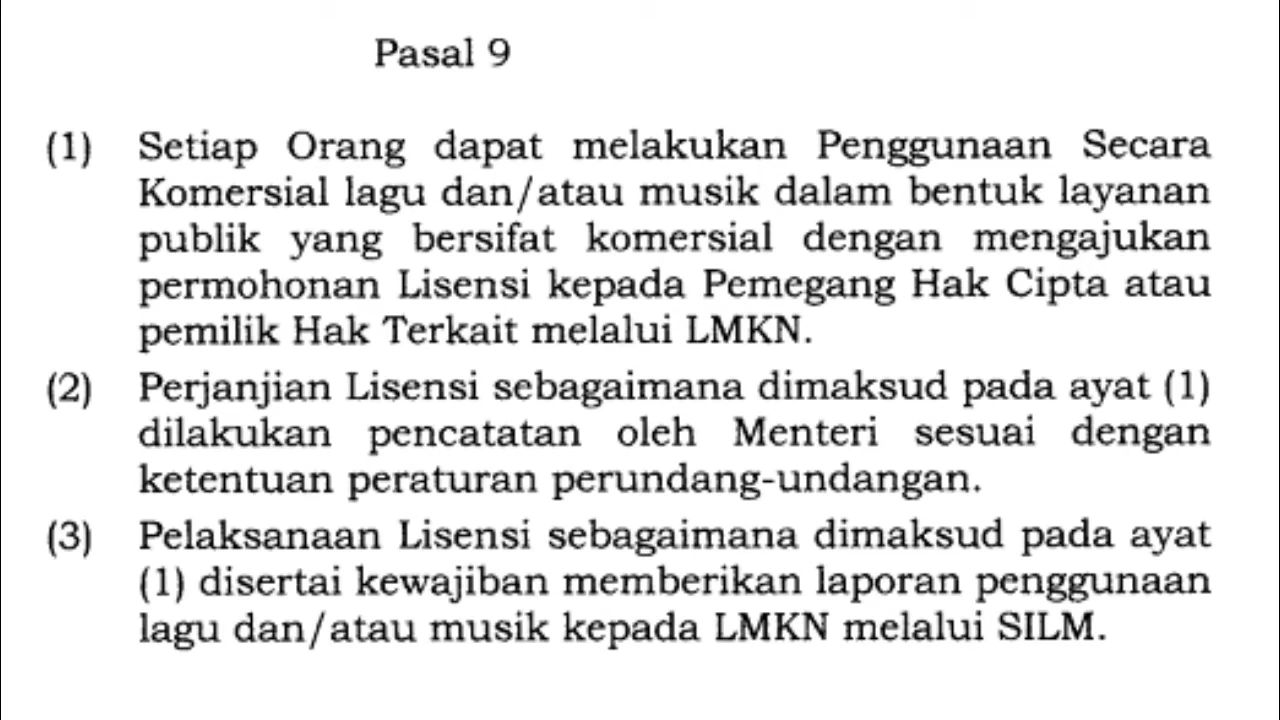 Pasal 9
(1) Setiap Orang dapat melakukan Penggunaan Secara
Komersial lagu dan/atau musik dalam bentuk layanan
publik yang bersifat komersial dengan mengajukan
permohonan Lisensi kepada Pemegang Hak Cipta atau
pemilik Hak Terkait melalui LMKN.
(2) Perjanjian Lisensi sebagaimana dimaksud pada ayat (1)
dilakukan pencatatan oleh Menteri sesuai dengan
ketentuan peraturan perundang-undangan.
(3) Pelaksanaan Lisensi sebagaimana dimaksud pada ayat
(1) disertai kewajiban memberikan laporan penggunaan
lagu dan/atau musik kepada LMKN melalui SILM.